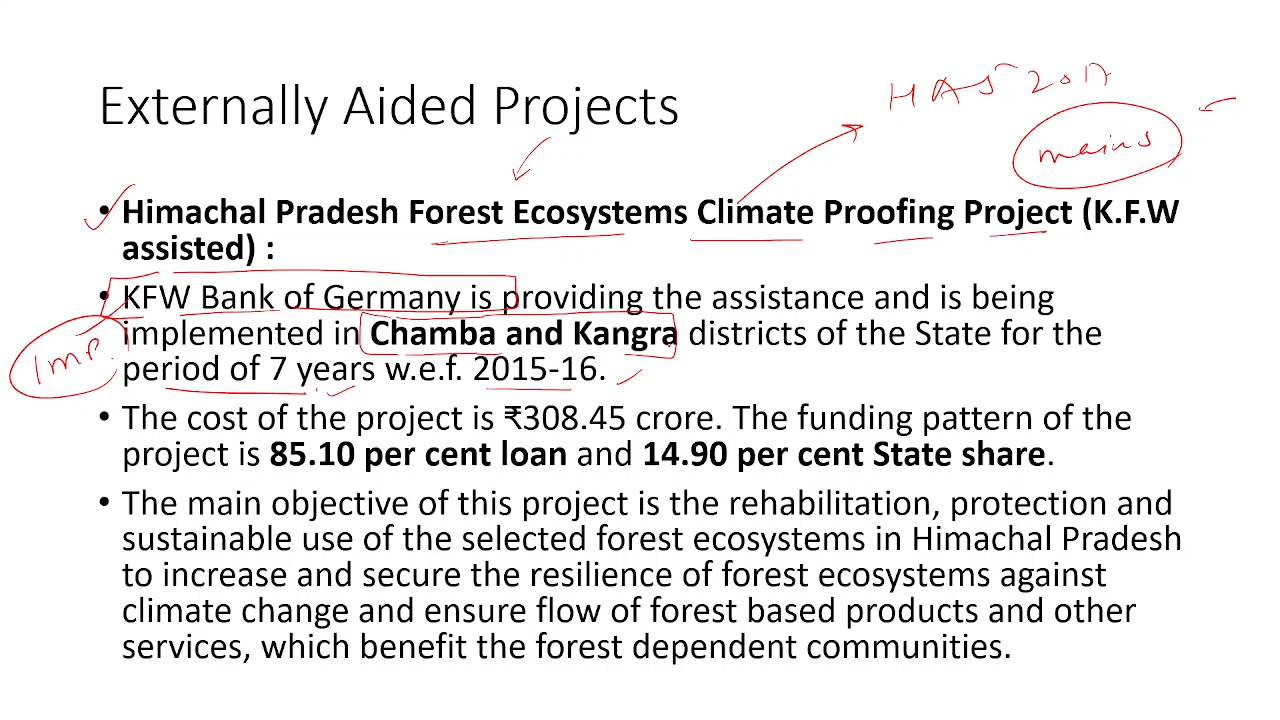 Externally Aided Projects
HAS 2017
mains
• Himachal Pradesh Forest Ecosystems Climate Proofing Project (K.F.W
assisted) :
• KFW Bank of Germany is providing the assistance and is being
implemented in Chamba and Kangra districts of the State for the
period of 7 years w.e.f. 2015-16.
Imp.
• The cost of the project is ₹308.45 crore. The funding pattern of the
project is 85.10 per cent loan and 14.90 per cent State share.
• The main objective of this project is the rehabilitation, protection and
sustainable use of the selected forest ecosystems in Himachal Pradesh
to increase and secure the resilience of forest ecosystems against
climate change and ensure flow of forest based products and other
services, which benefit the forest dependent communities.